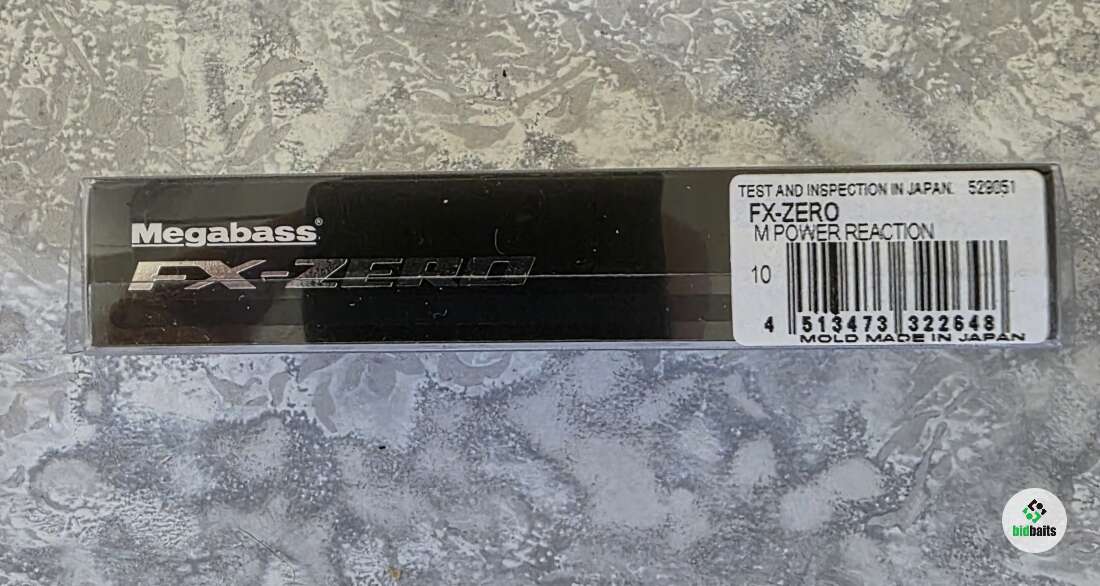 Megabass®
FX-ZERO
TEST AND INSPECTION IN JAPAN. 529051
FX-ZERO
M POWER REACTION
10
4 513473 322648
MOLD MADE IN JAPAN
bidbaits